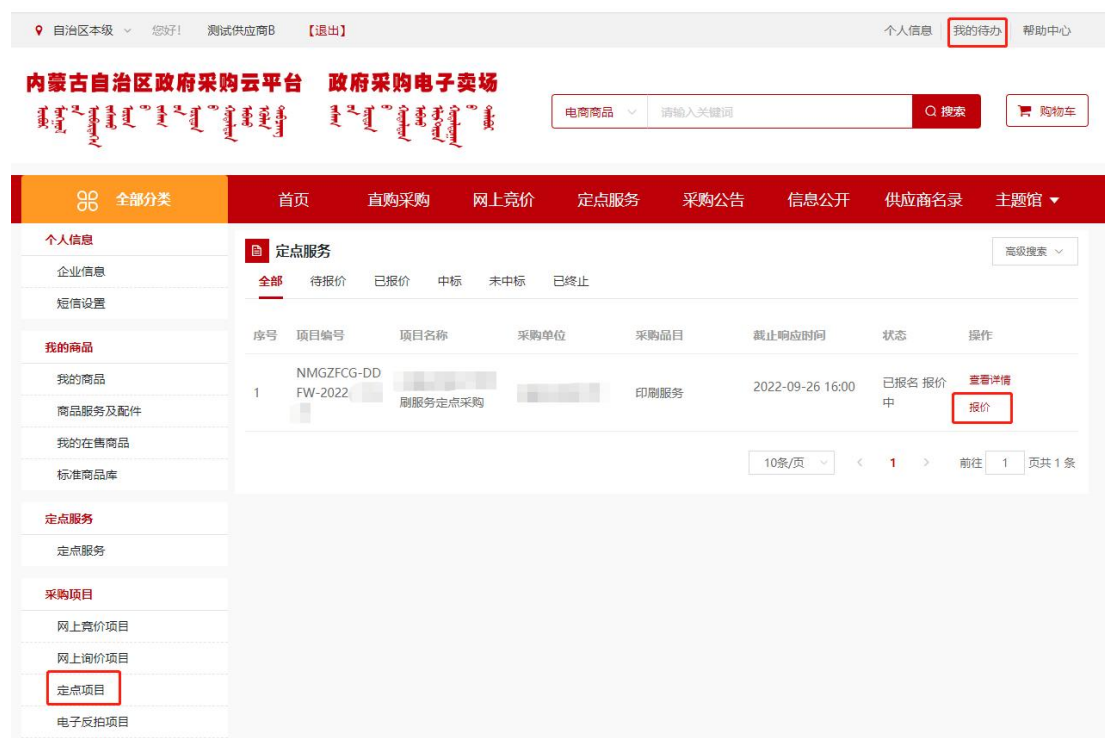 自治区本级 您好! 测试供应商B 【退出】 个人信息 我的待办 帮助中心
内蒙古自治区政府采购云平台 政府采购电子卖场
电商商品 请输入关键词 搜索 购物车
全部分类 首页 直购采购 网上竞价 定点服务 采购公告 信息公开 供应商名录 主题馆
个人信息
企业信息
短信设置
我的商品
我的商品
商品服务及配件
我的在售商品
标准商品库
定点服务
定点服务
采购项目
网上竞价项目
网上询价项目
定点项目
电子反拍项目
定点服务 高级搜索
全部 待报价 已报价 中标 未中标 已终止
序号 项目编号 项目名称 采购单位 采购品目 截止响应时间 状态 操作
1 NMGZFCG-DD
FW-2022 刷服务定点采购 印刷服务 2022-09-26 16:00 已报名 报价
中 查看详情
报价
10条/页 < 1 > 前往 1 页共 1 条